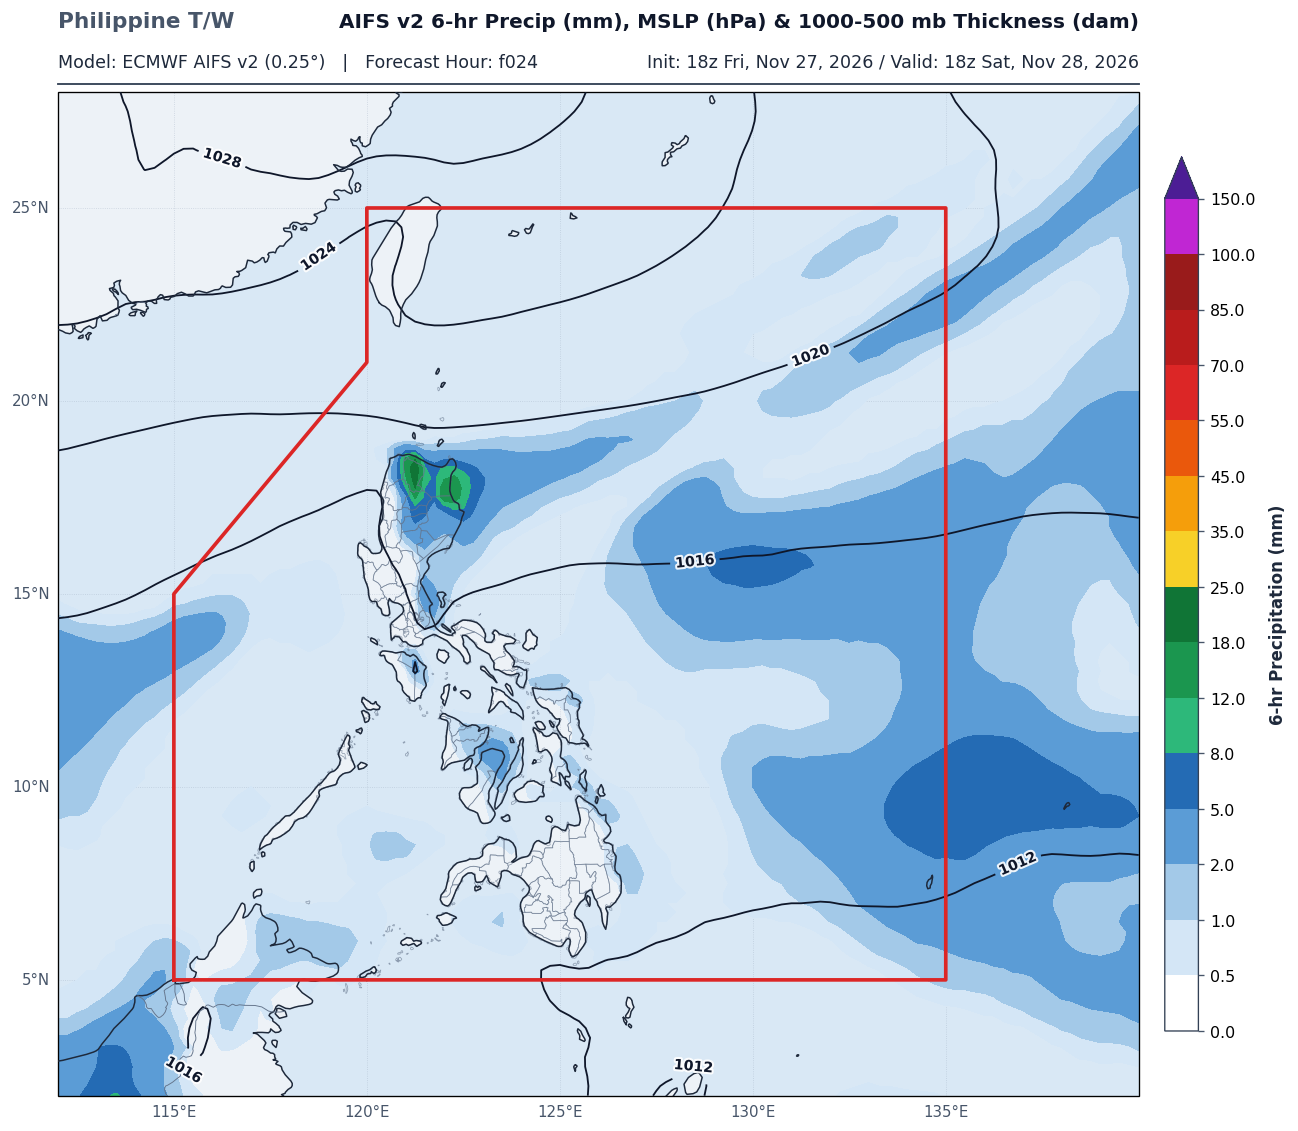 Philippine T/W
AIFS v2 6-hr Precip (mm), MSLP (hPa) & 1000-500 mb Thickness (dam)
Model: ECMWF AIFS v2 (0.25°) | Forecast Hour: f024
Init: 18z Fri, Nov 27, 2026 / Valid: 18z Sat, Nov 28, 2026
1028
1024
1020
1016
1012
1016
1012
25°N
20°N
15°N
10°N
5°N
115°E
120°E
125°E
130°E
135°E
150.0
100.0
85.0
70.0
55.0
45.0
35.0
25.0
18.0
12.0
8.0
5.0
2.0
1.0
0.5
0.0
6-hr Precipitation (mm)